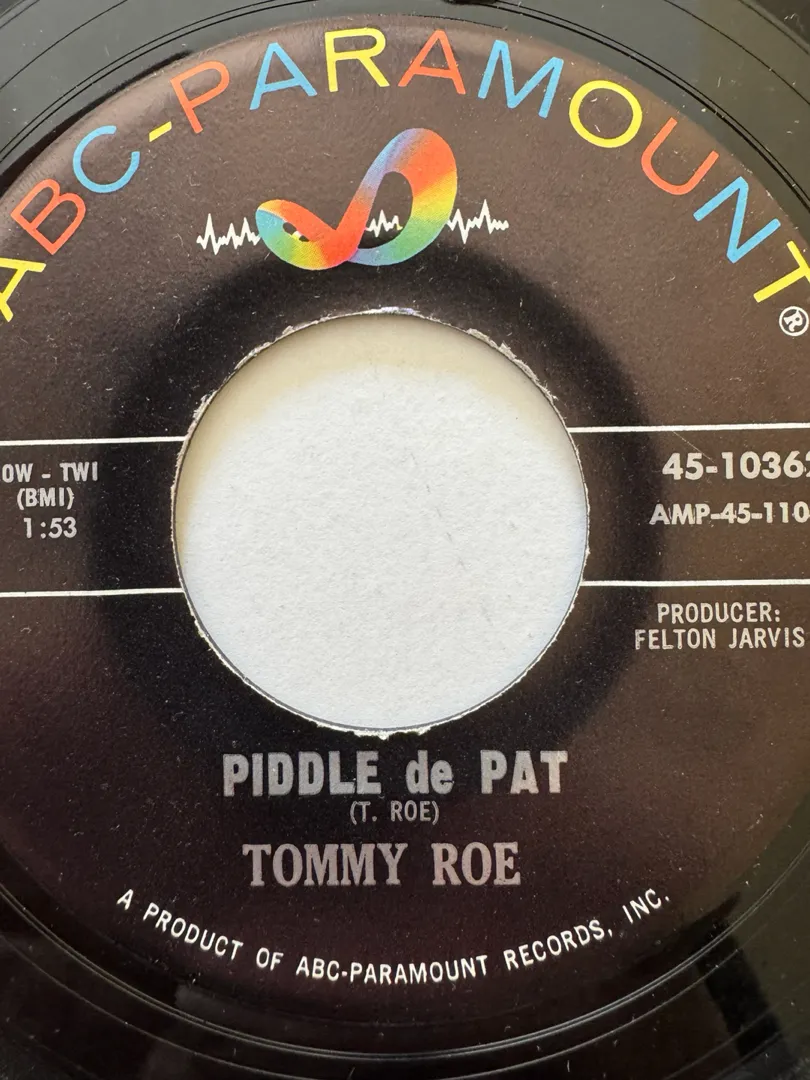 ABC-PARAMOUNT
®
OW - TWI
(BMI)
1:53
45-10362
AMP-45-110
PRODUCER:
FELTON JARVIS
PIDDLE de PAT
(T. ROE)
TOMMY ROE
A PRODUCT OF ABC-PARAMOUNT RECORDS, INC.